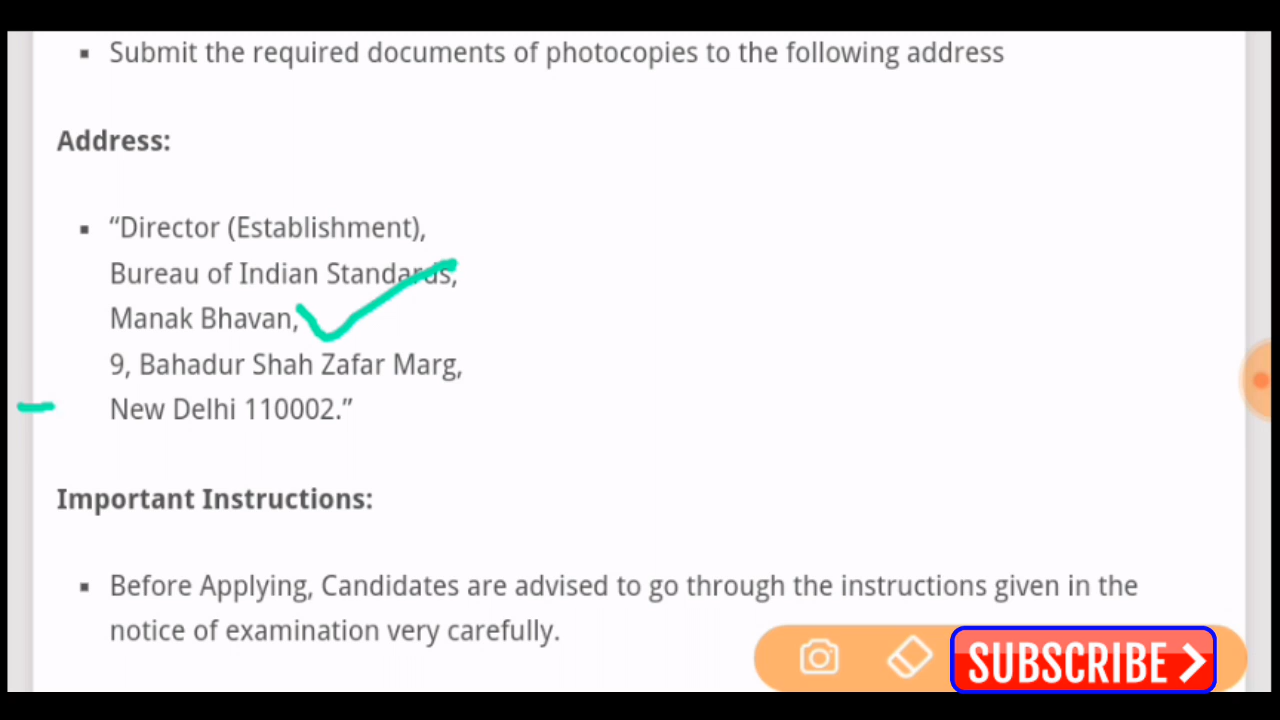 ▪ Submit the required documents of photocopies to the following address
Address:
▪ “Director (Establishment),
Bureau of Indian Standards,
Manak Bhavan,
9, Bahadur Shah Zafar Marg,
New Delhi 110002.”
Important Instructions:
▪ Before Applying, Candidates are advised to go through the instructions given in the
notice of examination very carefully.
SUBSCRIBE